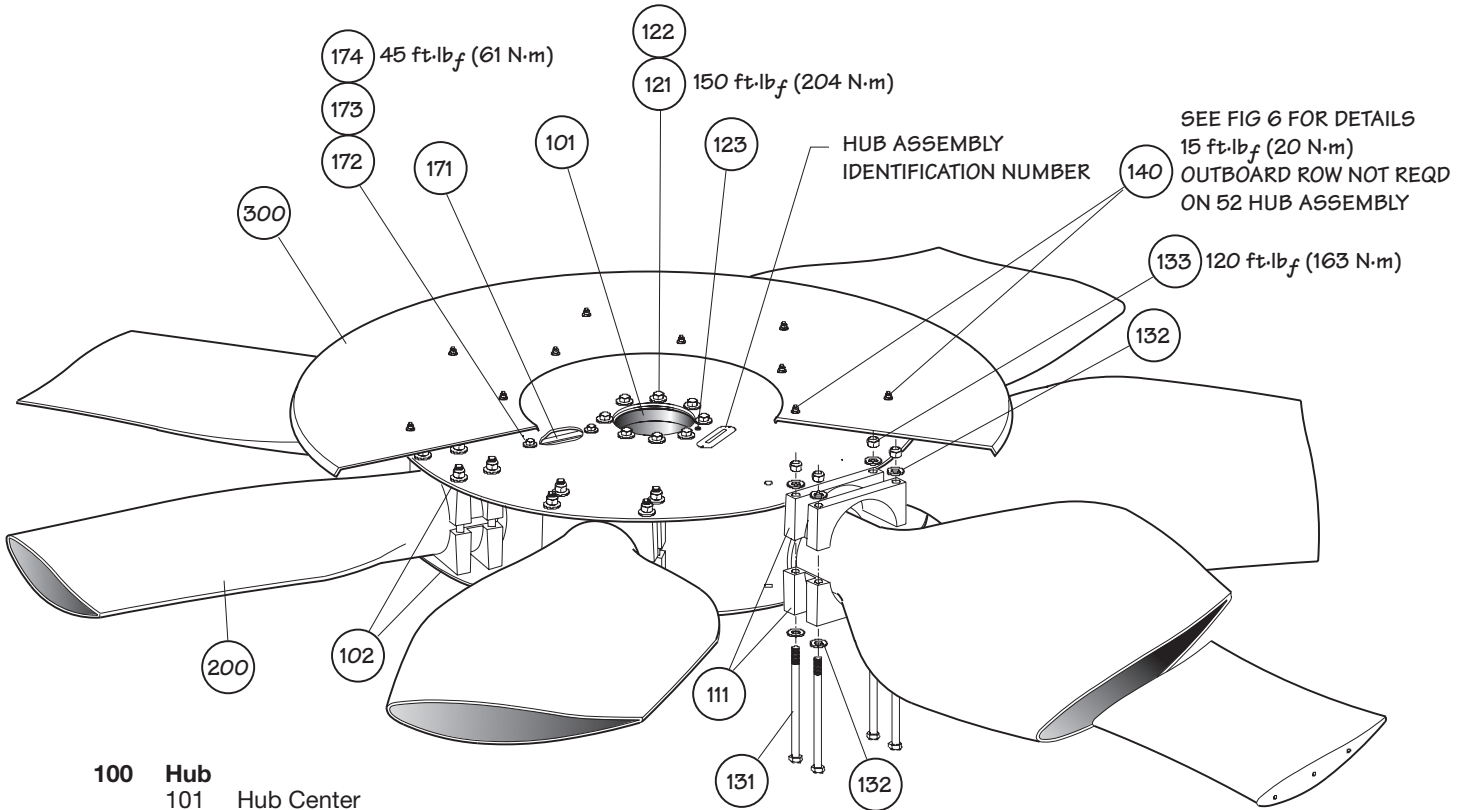 122
174 45 ft·lbf (61 N·m)
121 150 ft·lbf (204 N·m)
173
SEE FIG 6 FOR DETAILS
15 ft·lbf (20 N·m)
140 OUTBOARD ROW NOT REQD
ON 52 HUB ASSEMBLY
101
123
HUB ASSEMBLY
IDENTIFICATION NUMBER
172
171
300
133 120 ft·lbf (163 N·m)
132
200
102
111
131
132
100 Hub
101 Hub Center